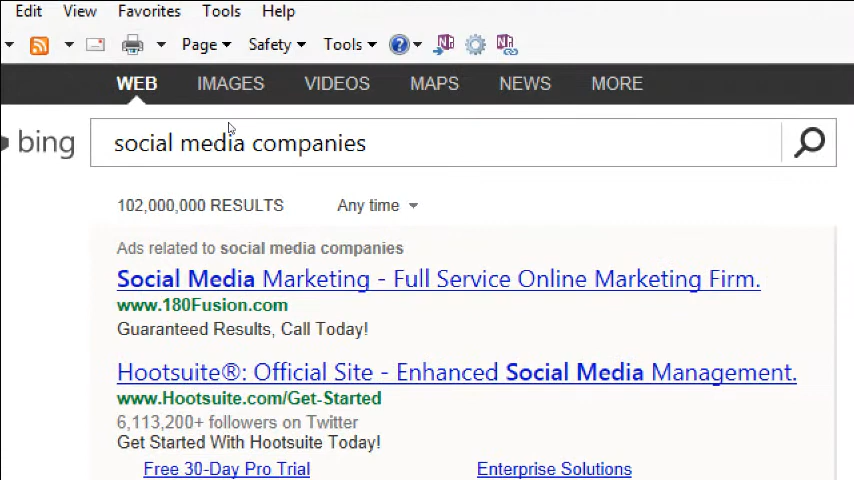 Edit View Favorites Tools Help
Page Safety Tools
WEB IMAGES VIDEOS MAPS NEWS MORE
bing social media companies
102,000,000 RESULTS Any time
Ads related to social media companies
Social Media Marketing - Full Service Online Marketing Firm.
www.180Fusion.com
Guaranteed Results, Call Today!
Hootsuite®: Official Site - Enhanced Social Media Management.
www.Hootsuite.com/Get-Started
6,113,200+ followers on Twitter
Get Started With Hootsuite Today!
Free 30-Day Pro Trial Enterprise Solutions